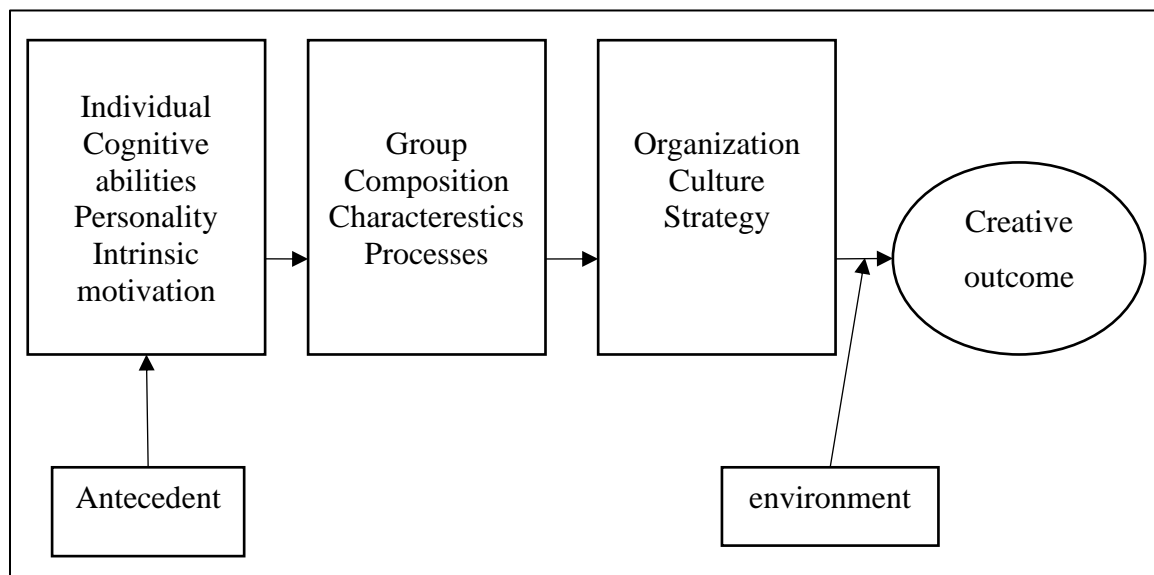 Individual
Cognitive
abilities
Personality
Intrinsic
motivation
Group
Composition
Characterestics
Processes
Organization
Culture
Strategy
Creative
outcome
Antecedent
environment